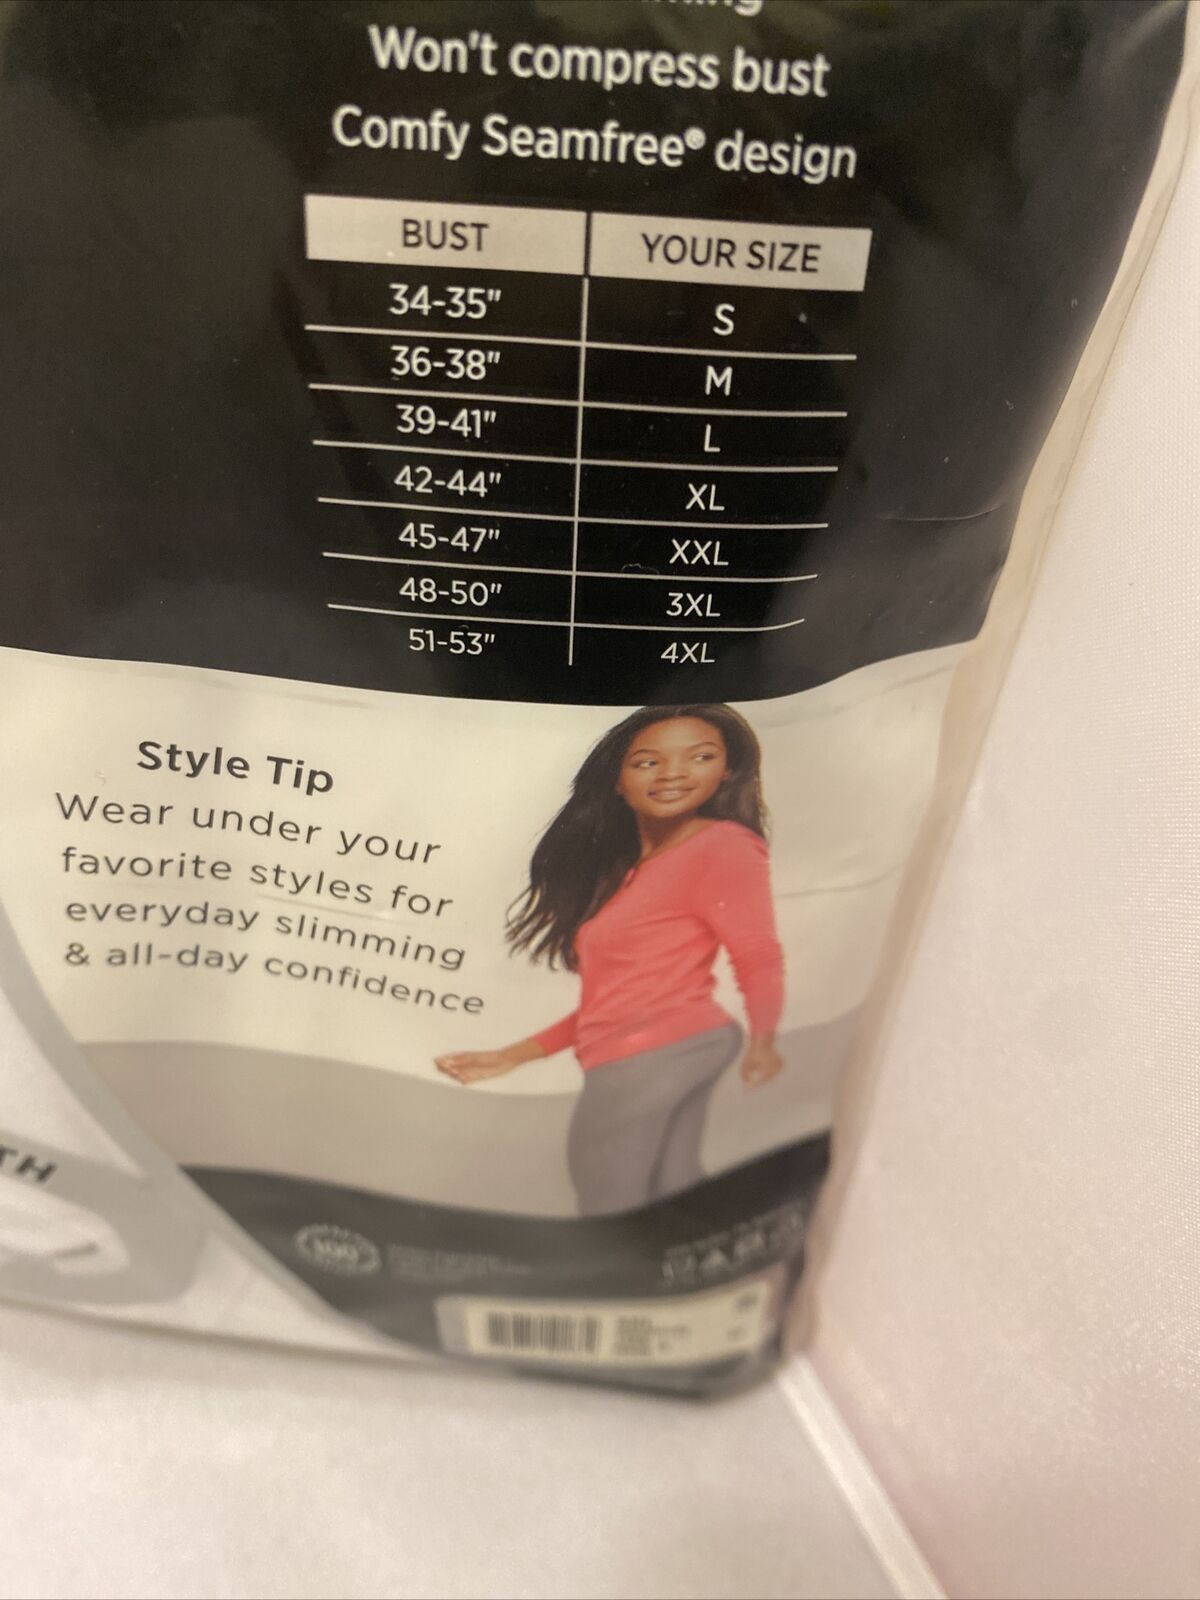 Won't compress bust
Comfy Seamfree® design
BUST YOUR SIZE
34-35" S
36-38" M
39-41" L
42-44" XL
45-47" XXL
48-50" 3XL
51-53" 4XL
Style Tip
Wear under your
favorite styles for
everyday slimming
& all-day confidence
TH
100